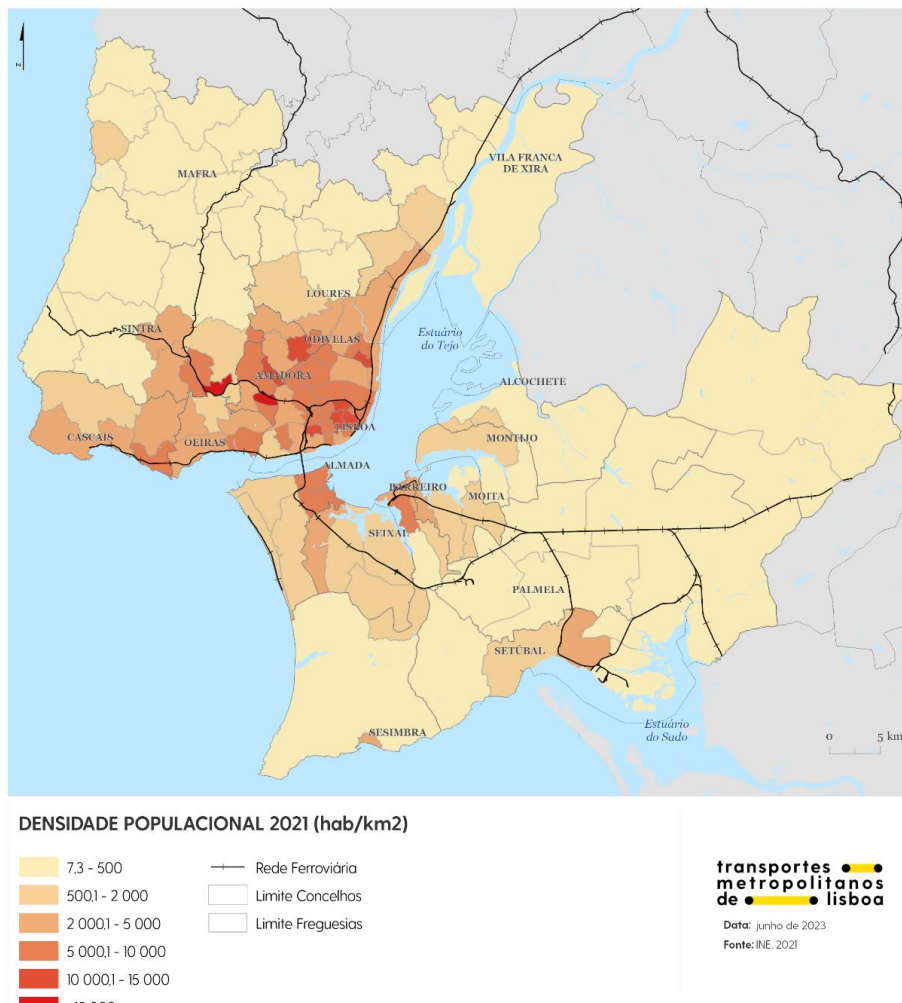 z
MAFRA
VILA FRANCA
DE XIRA
LOURES
SINTRA
ODIVELAS
Estuário
do Tejo
AMADORA
ALCOCHETE
LISBOA
CASCAIS
OEIRAS
MONTIJO
ALMADA
BARREIRO
MOITA
SEIXAL
PALMELA
SETÚBAL
SESIMBRA
Estuário
do Sado
0 5 km
DENSIDADE POPULACIONAL 2021 (hab/km2)
7,3 - 500
500,1 - 2 000
2 000,1 - 5 000
5 000,1 - 10 000
10 000,1 - 15 000
Rede Ferroviária
Limite Concelhos
Limite Freguesias
transportes
metropolitanos
de lisboa
Data: junho de 2023
Fonte: INE, 2021